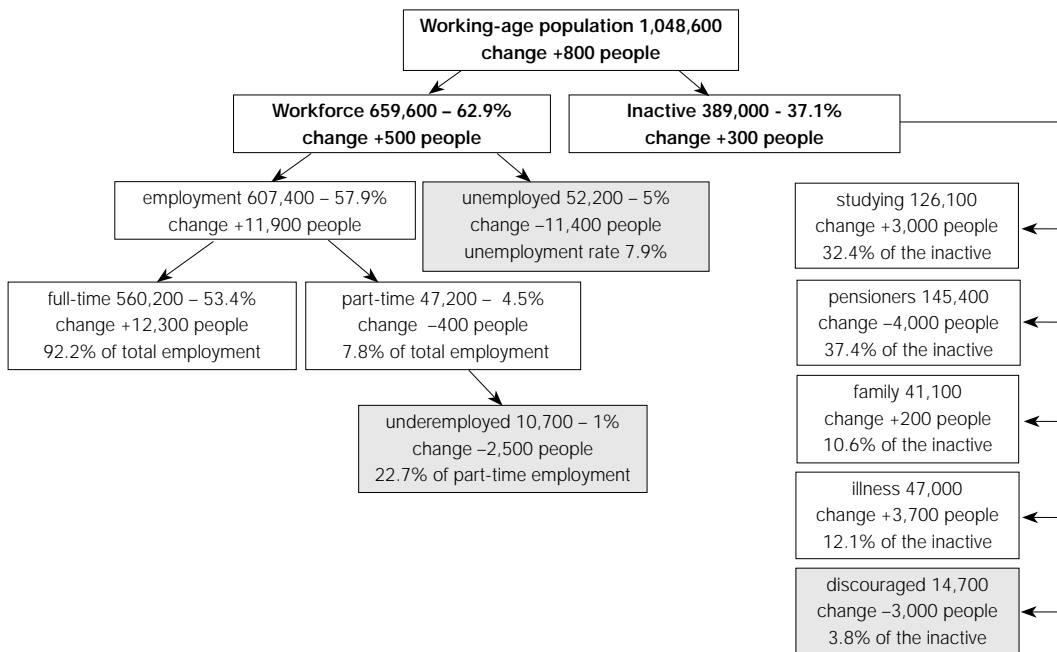 Working-age population 1,048,600
change +800 people
Workforce 659,600 – 62.9%
change +500 people
Inactive 389,000 - 37.1%
change +300 people
employment 607,400 – 57.9%
change +11,900 people
unemployed 52,200 – 5%
change –11,400 people
unemployment rate 7.9%
full-time 560,200 – 53.4%
change +12,300 people
92.2% of total employment
part-time 47,200 – 4.5%
change –400 people
7.8% of total employment
underemployed 10,700 – 1%
change –2,500 people
22.7% of part-time employment
studying 126,100
change +3,000 people
32.4% of the inactive
pensioners 145,400
change –4,000 people
37.4% of the inactive
family 41,100
change +200 people
10.6% of the inactive
illness 47,000
change +3,700 people
12.1% of the inactive
discouraged 14,700
change –3,000 people
3.8% of the inactive